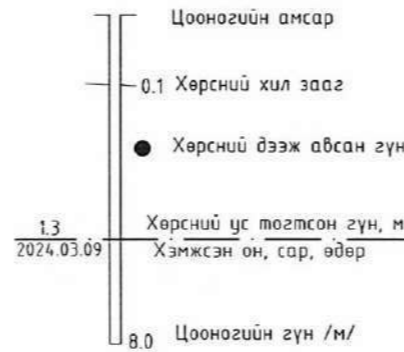 Цооногийн амсар
0.1 Хөрсний хил зааг
Хөрсний дээж авсан гүн
1.3 Хөрсний ус тогтсон гүн, м
2024.03.09 Хэмжсэн он, сар, өдөр
8.0 Цооногийн гүн /м/